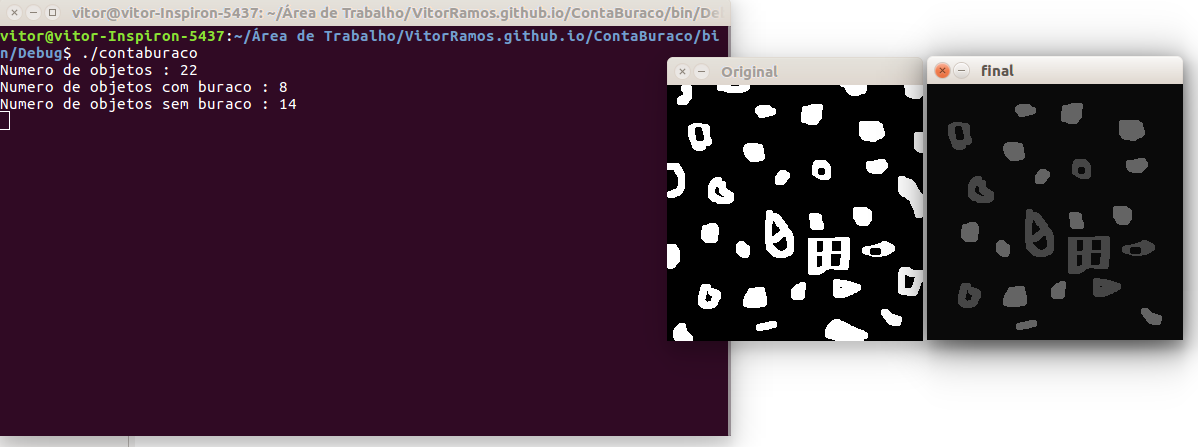 vitor@vitor-Inspiron-5437: ~/Área de Trabalho/VitorRamos.github.io/ContaBuraco/bin/De
vitor@vitor-Inspiron-5437:~/Área de Trabalho/VitorRamos.github.io/ContaBuraco/bi
n/Debug$ ./contaburaco
Numero de objetos : 22
Numero de objetos com buraco : 8
Numero de objetos sem buraco : 14
Original
final